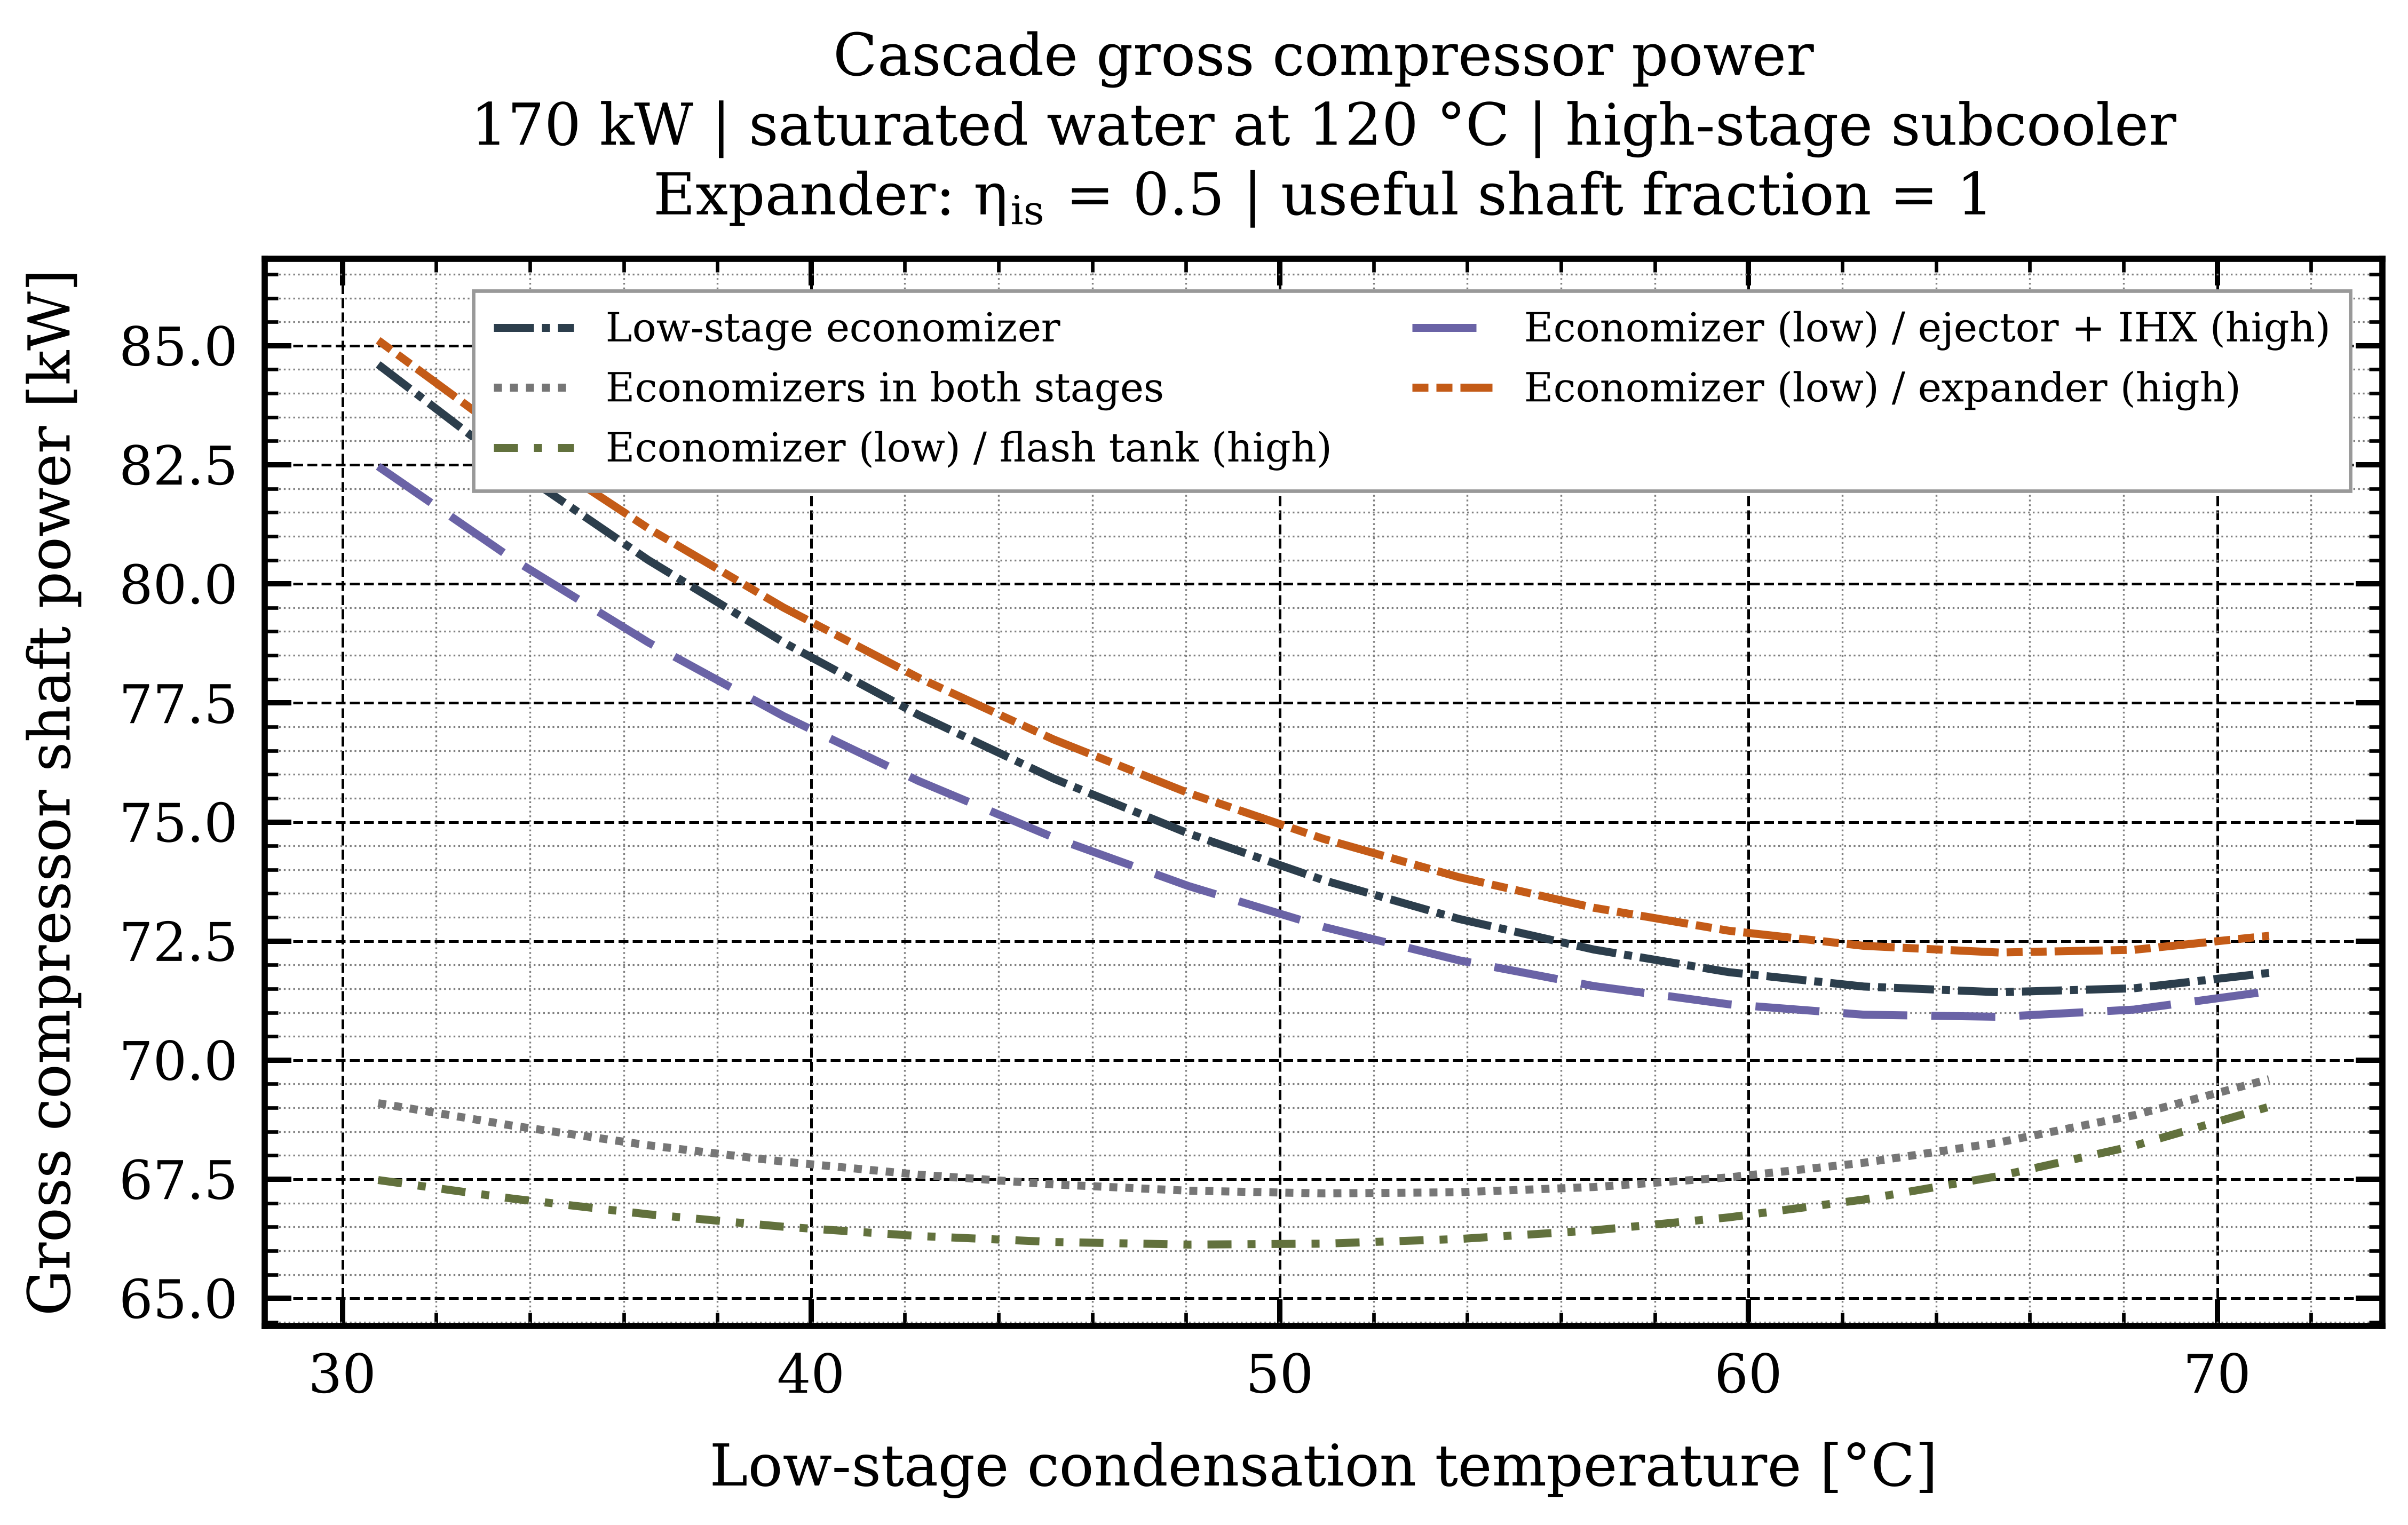 Cascade gross compressor power
170 kW | saturated water at 120 °C | high-stage subcooler
Expander: ηis = 0.5 | useful shaft fraction = 1
Gross compressor shaft power [kW]
85.0
82.5
80.0
77.5
75.0
72.5
70.0
67.5
65.0
Low-stage economizer
Economizers in both stages
Economizer (low) / flash tank (high)
Economizer (low) / ejector + IHX (high)
Economizer (low) / expander (high)
30 40 50 60 70
Low-stage condensation temperature [°C]